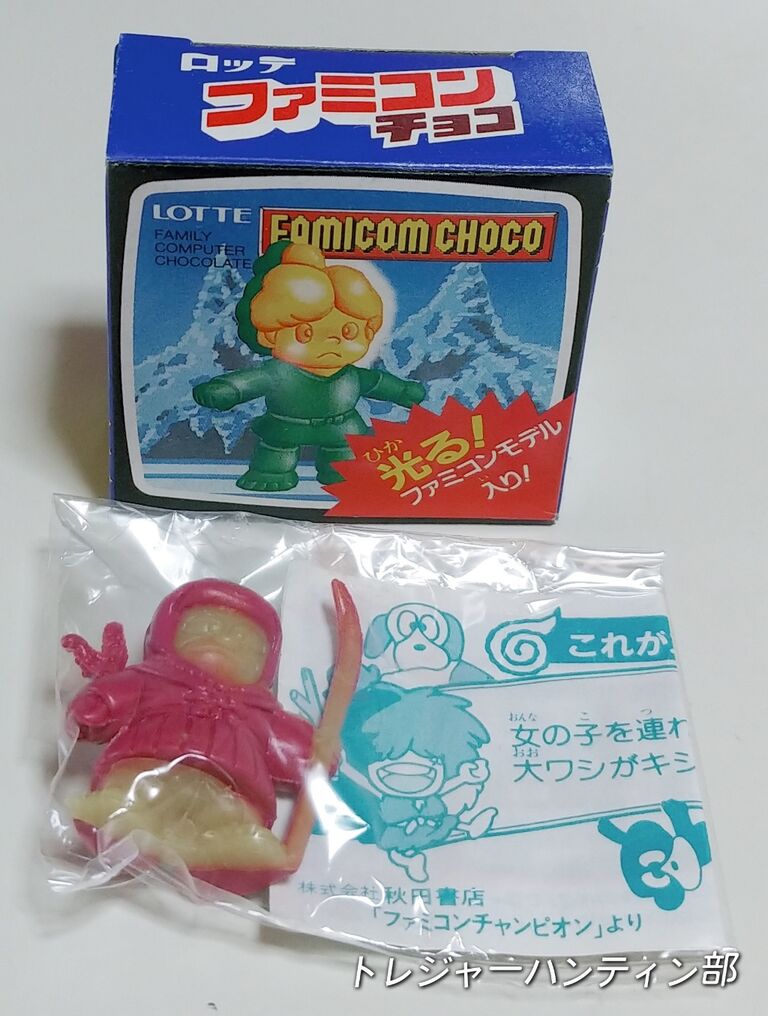 ロッテ
ファミコン
チョコ
LOTTE
FAMICOM CHOCO
FAMILY
COMPUTER
CHOCOLATE
ひか
光る!
ファミコンモデル
い
入り!
これが
おんな こ つ
女の子を連れ
おお
大ワシがキシ
株式会社 秋田書店
「ファミコンチャンピオン」より
トレジャーハンティン部